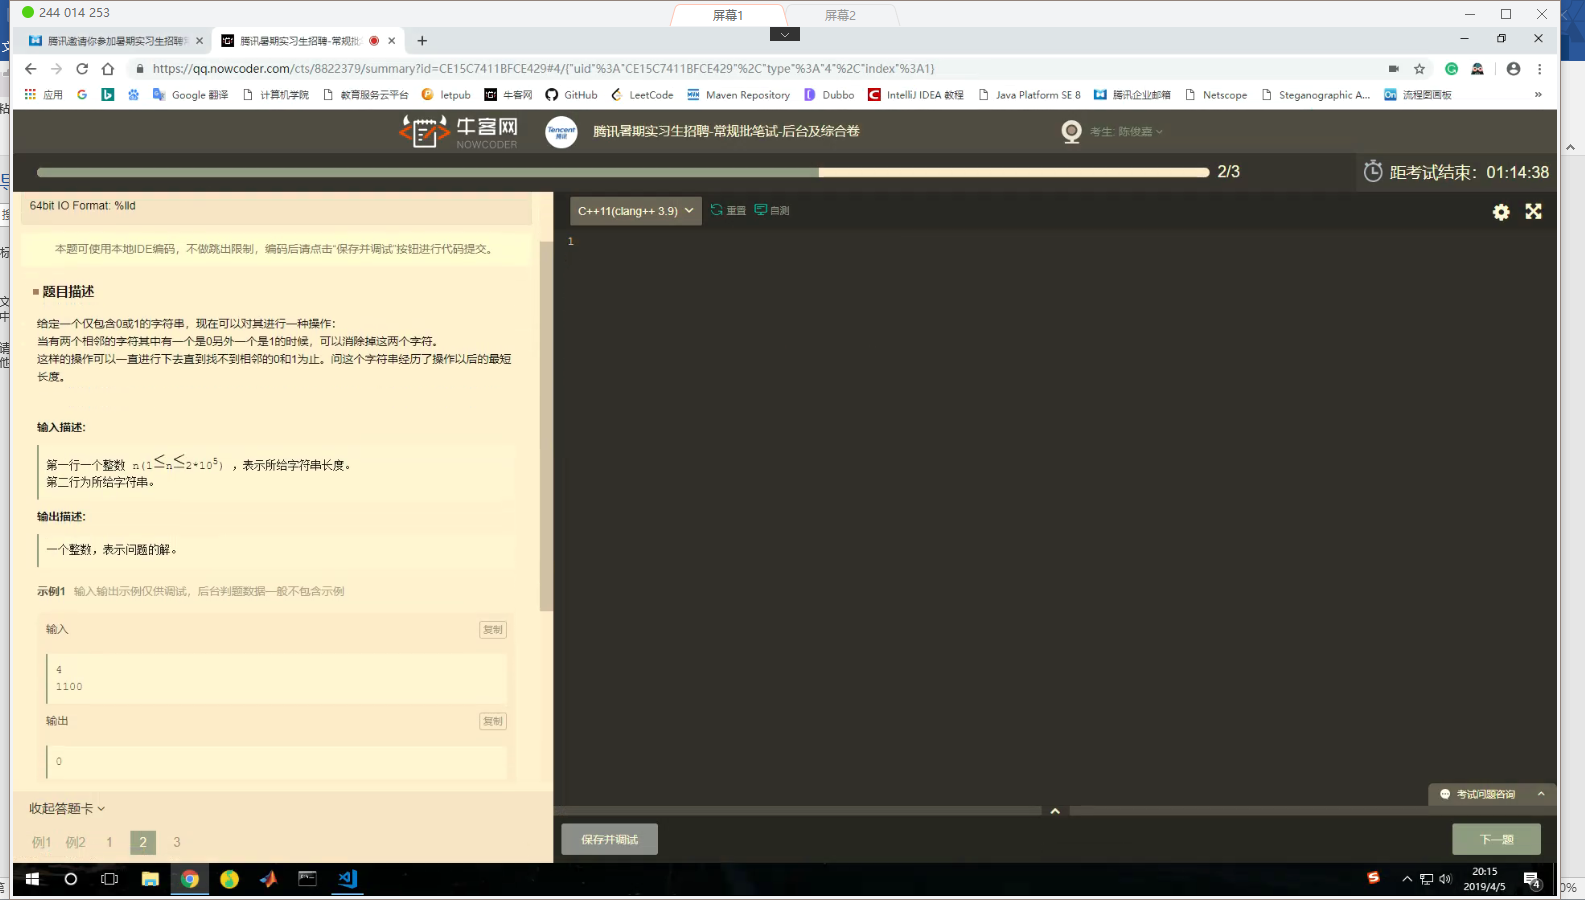 244 014 253
屏幕1
屏幕2
腾讯邀请你参加暑期实习生招聘
腾讯暑期实习生招聘-常规批
https://qq.nowcoder.com/cts/8822379/summary?id=CE15C7411BFCE429#4/{"uid"%3A"CE15C7411BFCE429"%2C"type"%3A"4"%2C"index"%3A1}
应用
Google 翻译
计算机学院
教育服务云平台
letpub
牛客网
GitHub
LeetCode
Maven Repository
Dubbo
IntelliJ IDEA 教程
Java Platform SE 8
腾讯企业邮箱
Netscope
Steganographic A...
流程图画板
»
牛客网
NOWCODER
Tencent
腾讯
腾讯暑期实习生招聘-常规批笔试-后台及综合卷
考生: 陈俊嘉
2/3
距考试结束: 01:14:38
64bit IO Format: %lld
本题可使用本地IDE编码，不做跳出限制，编码后请点击"保存并调试"按钮进行代码提交。
C++11(clang++ 3.9)
重置
自测
1
题目描述
给定一个仅包含0或1的字符串，现在可以对其进行一种操作：
当有两个相邻的字符其中有一个是0另外一个是1的时候，可以消除掉这两个字符。
这样的操作可以一直进行下去直到找不到相邻的0和1为止。问这个字符串经历了操作以后的最短
长度。
输入描述:
第一行一个整数 n(1≤n≤2*10^5) ，表示所给字符串长度。
第二行为所给字符串。
输出描述:
一个整数，表示问题的解。
示例1 输入输出示例仅供调试，后台判题数据一般不包含示例
输入
复制
4
1100
输出
复制
0
收起答题卡
例1 例2 1 2 3
考试问题咨询
保存并调试
下一题
20:15
2019/4/5
4
0%